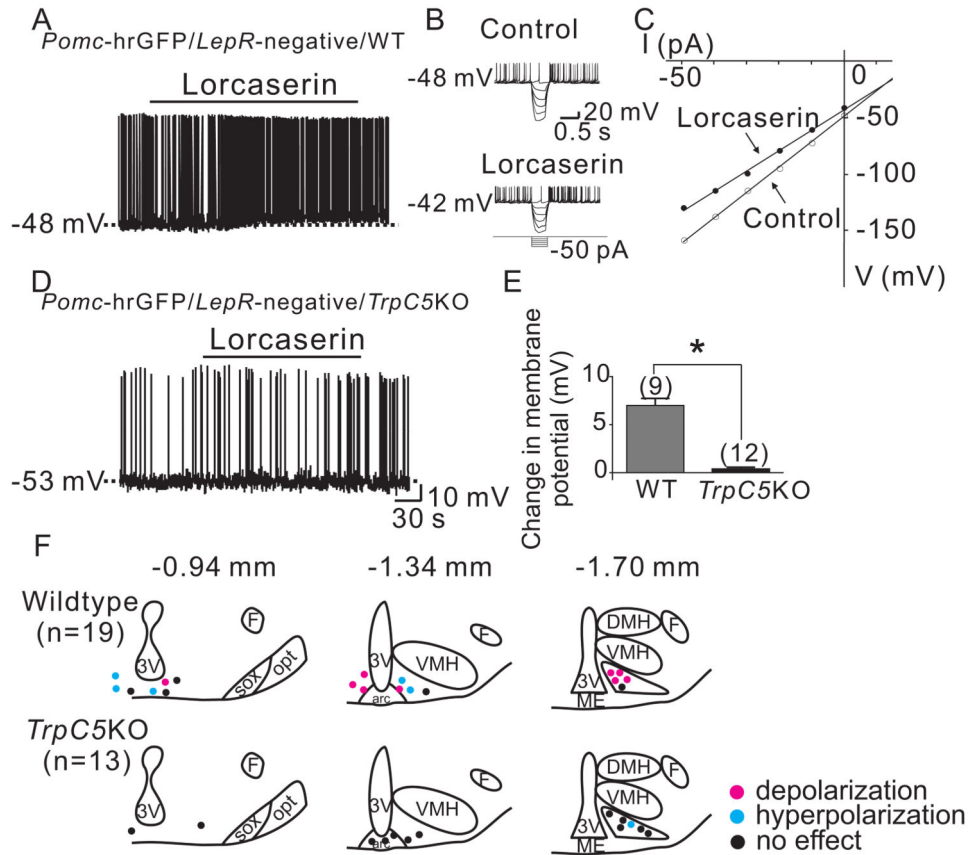 A
Pomc-hrGFP/LepR-negative/WT
Lorcaserin
-48 mV
B
Control
-48 mV
20 mV
0.5 s
Lorcaserin
-42 mV
-50 pA
C
I (pA)
-50
0
Lorcaserin
-50
-100
Control
-150
V (mV)
D
Pomc-hrGFP/LepR-negative/TrpC5KO
Lorcaserin
-53 mV
10 mV
30 s
E
Change in membrane
potential (mV)
10
5
0
*
(9)
(12)
WT
TrpC5KO
F
-0.94 mm
-1.34 mm
-1.70 mm
Wildtype
(n=19)
3V
F
sox
opt
3V
arc
VMH
F
DMH
F
VMH
3V
ME
TrpC5KO
(n=13)
3V
F
sox
opt
3V
arc
VMH
F
DMH
F
VMH
3V
ME
depolarization
hyperpolarization
no effect